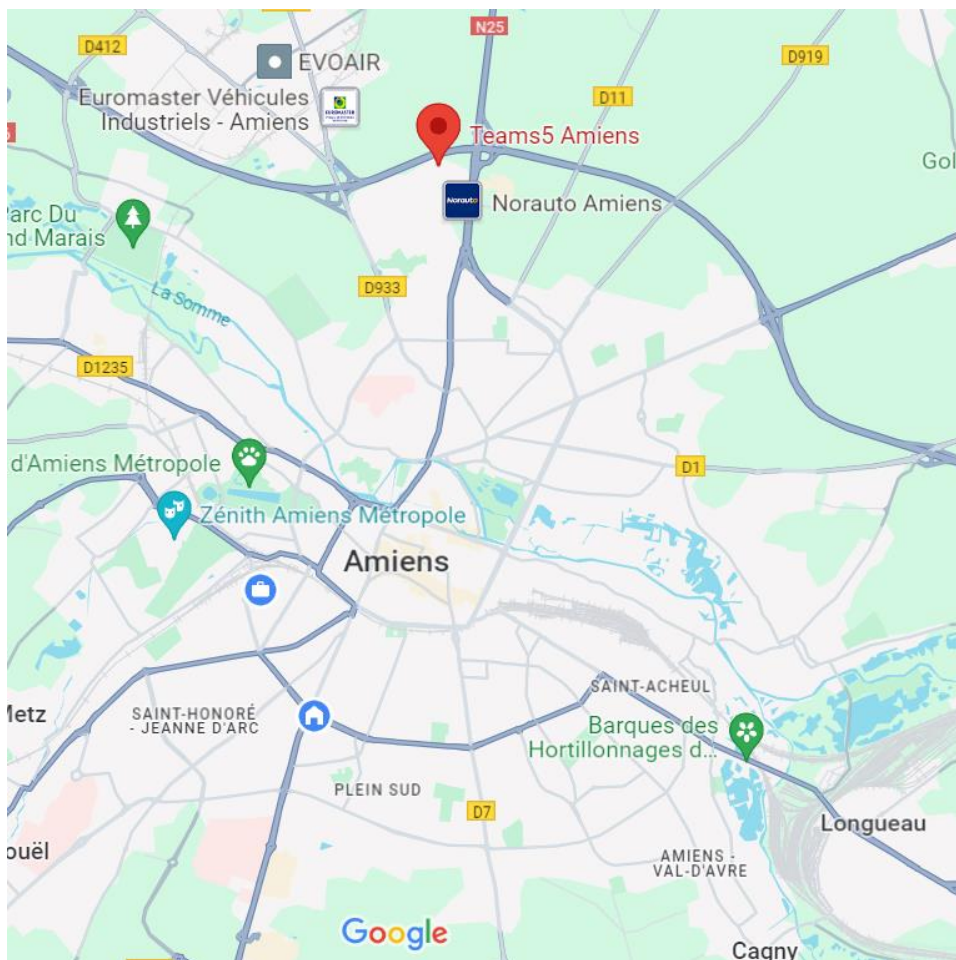 N25
D412
D919
EVOAIR
Euromaster Véhicules
Industriels - Amiens
EUROMASTER
D11
Teams5 Amiens
Gol
Norauto
Norauto Amiens
Parc Du
nd Marais
La Somme
D933
D1235
d'Amiens Métropole
D1
Zénith Amiens Métropole
Amiens
SAINT-ACHEUL
Metz
SAINT-HONORÉ
- JEANNE D'ARC
Barques des
Hortillonnages d...
PLEIN SUD
D7
Longueau
ouël
AMIENS -
VAL-D'AVRE
Google
Cagny